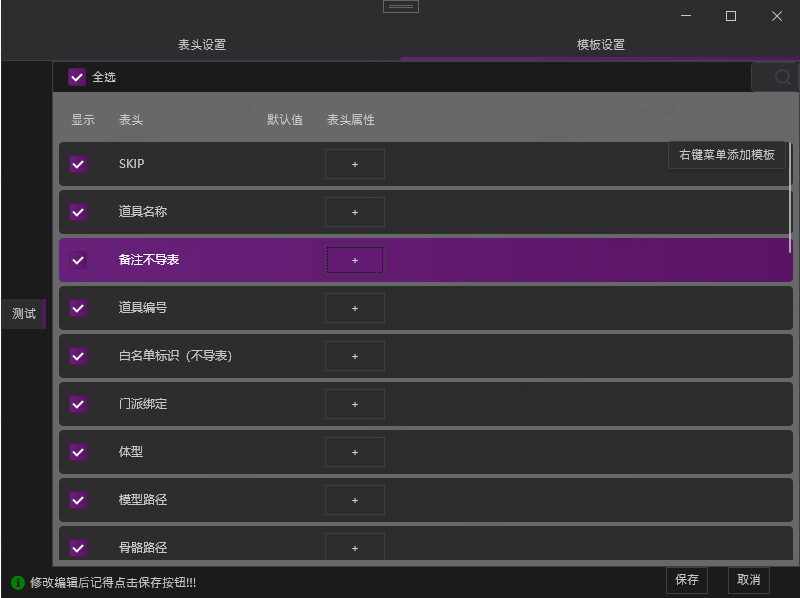 表头设置
模板设置
全选
显示 表头 默认值 表头属性
右键菜单添加模板
SKIP +
道具名称 +
备注不导表 +
测试
道具编号 +
白名单标识（不导表） +
门派绑定 +
体型 +
模型路径 +
骨骼路径 +
修改编辑后记得点击保存按钮!!!
保存
取消